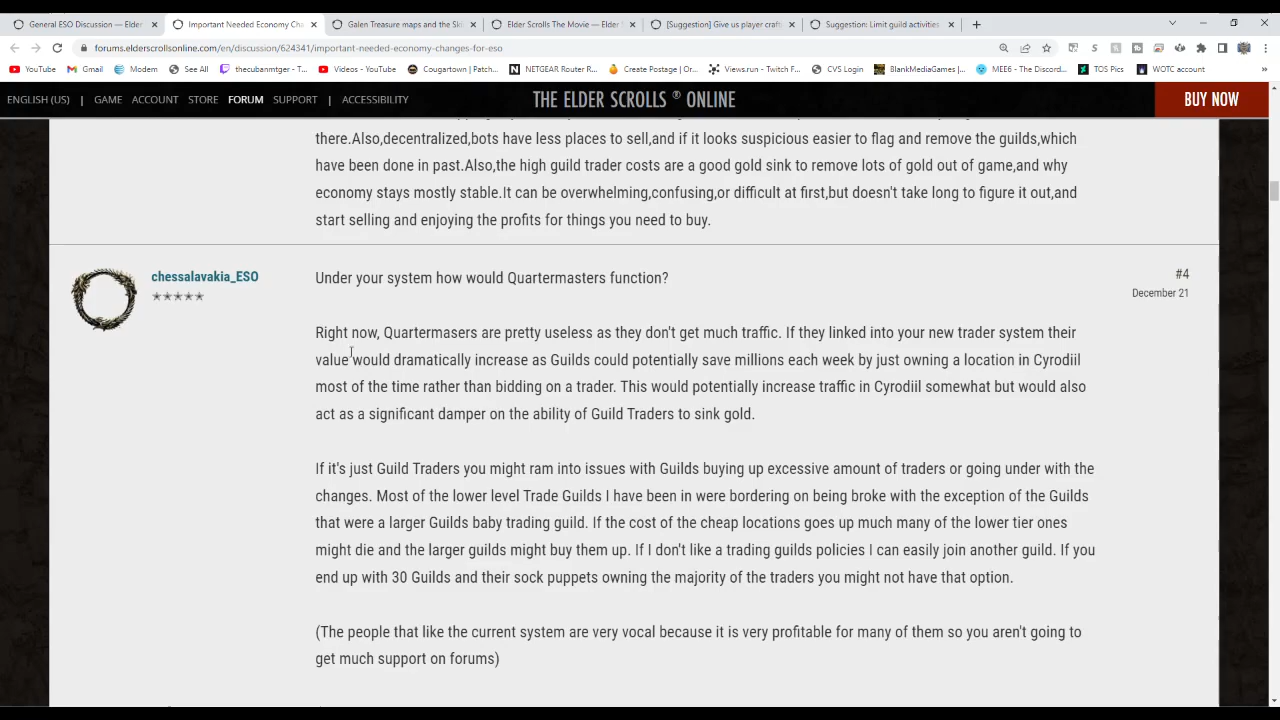 General ESO Discussion — Elder
Important Needed Economy Cha
Galen Treasure maps and the Ski
Elder Scrolls The Movie — Elder
[Suggestion] Give us player craft
Suggestion: Limit guild activities
forums.elderscrollsonline.com/en/discussion/624341/important-needed-economy-changes-for-eso
YouTube
Gmail
Modem
See All
thecubanmtger - T...
Videos - YouTube
Cougartown | Patch...
NETGEAR Router R...
Create Postage | Or...
Views.run - Twitch F...
CVS Login
BlankMediaGames |...
MEE6 - The Discord...
TOS Pics
WOTC account
ENGLISH (US) | GAME ACCOUNT STORE FORUM SUPPORT | ACCESSIBILITY
THE ELDER SCROLLS ® ONLINE
BUY NOW
there.Also,decentralized,bots have less places to sell,and if it looks suspicious easier to flag and remove the guilds,which
have been done in past.Also,the high guild trader costs are a good gold sink to remove lots of gold out of game,and why
economy stays mostly stable.It can be overwhelming,confusing,or difficult at first,but doesn't take long to figure it out,and
start selling and enjoying the profits for things you need to buy.
chessalavakia_ESO
#4
December 21
Under your system how would Quartermasters function?
Right now, Quartermasers are pretty useless as they don't get much traffic. If they linked into your new trader system their
value would dramatically increase as Guilds could potentially save millions each week by just owning a location in Cyrodiil
most of the time rather than bidding on a trader. This would potentially increase traffic in Cyrodiil somewhat but would also
act as a significant damper on the ability of Guild Traders to sink gold.
If it's just Guild Traders you might ram into issues with Guilds buying up excessive amount of traders or going under with the
changes. Most of the lower level Trade Guilds I have been in were bordering on being broke with the exception of the Guilds
that were a larger Guilds baby trading guild. If the cost of the cheap locations goes up much many of the lower tier ones
might die and the larger guilds might buy them up. If I don't like a trading guilds policies I can easily join another guild. If you
end up with 30 Guilds and their sock puppets owning the majority of the traders you might not have that option.
(The people that like the current system are very vocal because it is very profitable for many of them so you aren't going to
get much support on forums)